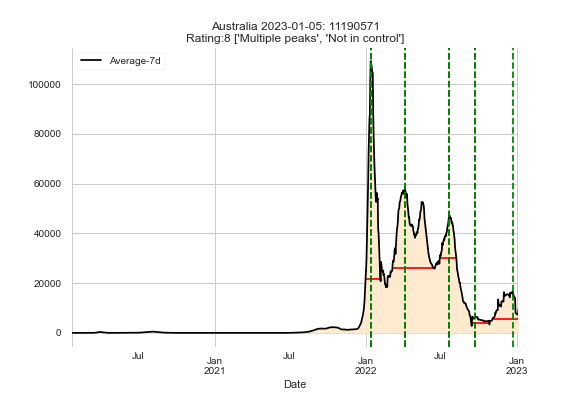 Australia 2023-01-05: 11190571
Rating:8 ['Multiple peaks', 'Not in control']
Average-7d
100000
80000
60000
40000
20000
0
Jul
Jan
2021
Jul
Jan
2022
Jul
Jan
2023
Date